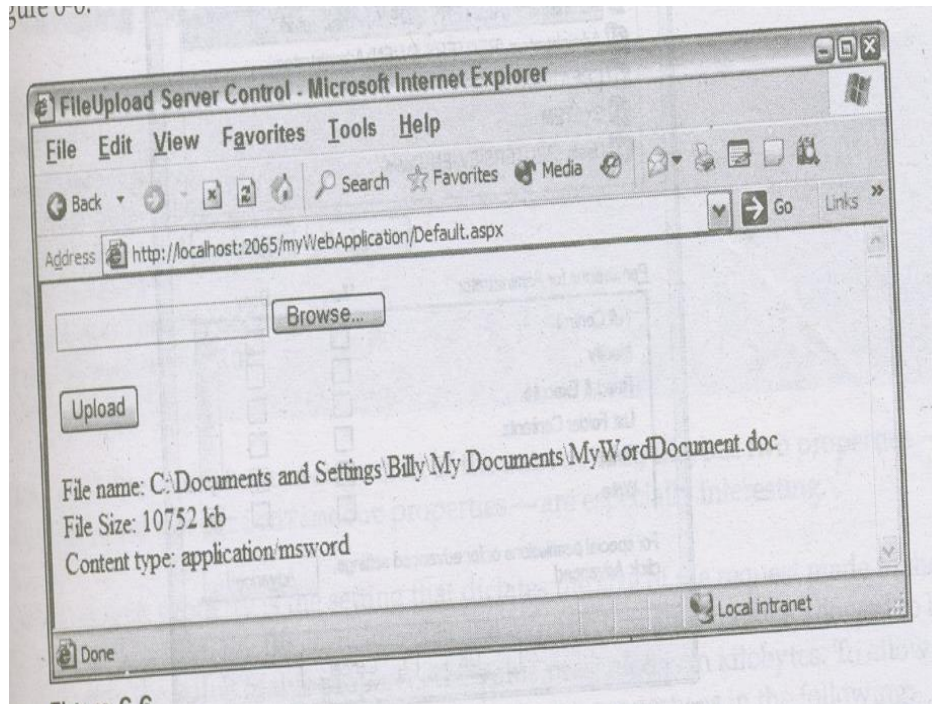 gure 6-6.
FileUpload Server Control - Microsoft Internet Explorer
File Edit View Favorites Tools Help
Back Search Favorites Media
Address http://localhost:2065/myWebApplication/Default.aspx Go Links »
Browse...
Upload
File name: C:\Documents and Settings\Billy\My Documents\MyWordDocument.doc
File Size: 10752 kb
Content type: application/msword
Done Local intranet
Figure 6-6